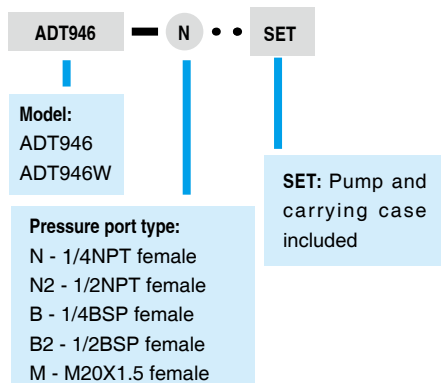 ADT946 — N • • SET
Model:
ADT946
ADT946W
SET: Pump and
carrying case
included
Pressure port type:
N - 1/4NPT female
N2 - 1/2NPT female
B - 1/4BSP female
B2 - 1/2BSP female
M - M20X1.5 female